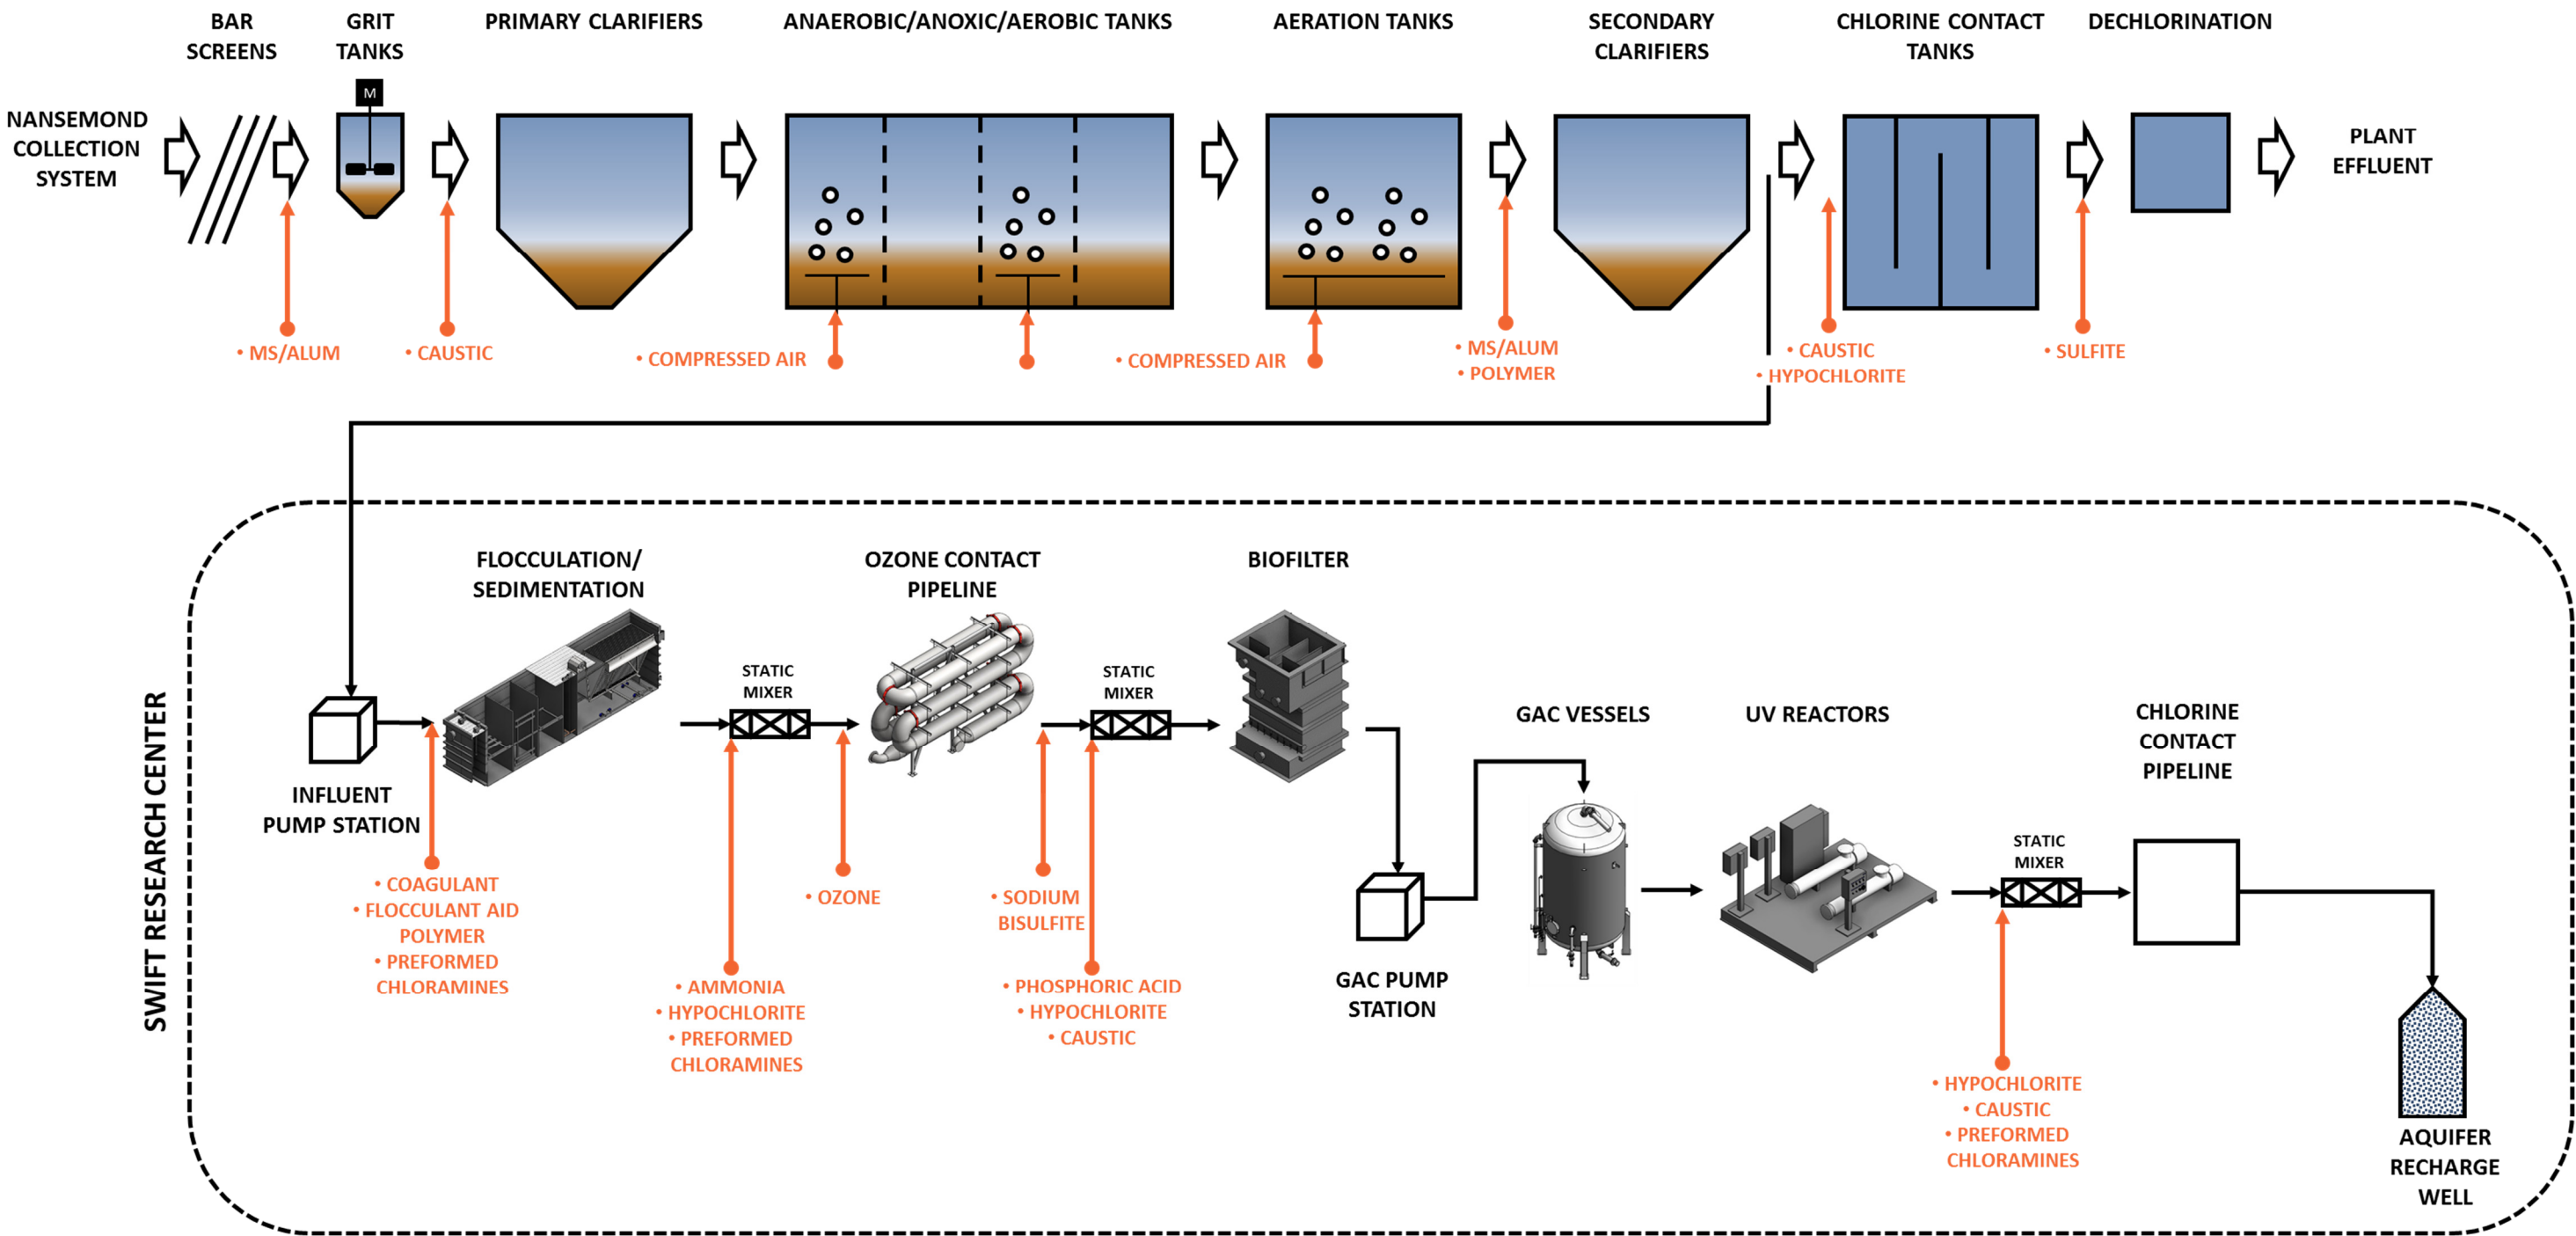 BAR
SCREENS
GRIT
TANKS
PRIMARY CLARIFIERS
ANAEROBIC/ANOXIC/AEROBIC TANKS
AERATION TANKS
SECONDARY
CLARIFIERS
CHLORINE CONTACT
TANKS
DECHLORINATION
M
NANSEMOND
COLLECTION
SYSTEM
PLANT
EFFLUENT
• MS/ALUM
• CAUSTIC
• COMPRESSED AIR
• COMPRESSED AIR
• MS/ALUM
• POLYMER
• CAUSTIC
• HYPOCHLORITE
• SULFITE
SWIFT RESEARCH CENTER
FLOCCULATION/
SEDIMENTATION
OZONE CONTACT
PIPELINE
BIOFILTER
STATIC
MIXER
STATIC
MIXER
GAC VESSELS
UV REACTORS
CHLORINE
CONTACT
PIPELINE
INFLUENT
PUMP STATION
STATIC
MIXER
• COAGULANT
• FLOCCULANT AID
POLYMER
• PREFORMED
CHLORAMINES
• OZONE
• SODIUM
BISULFITE
• AMMONIA
• HYPOCHLORITE
• PREFORMED
CHLORAMINES
• PHOSPHORIC ACID
• HYPOCHLORITE
• CAUSTIC
GAC PUMP
STATION
• HYPOCHLORITE
• CAUSTIC
• PREFORMED
CHLORAMINES
AQUIFER
RECHARGE
WELL